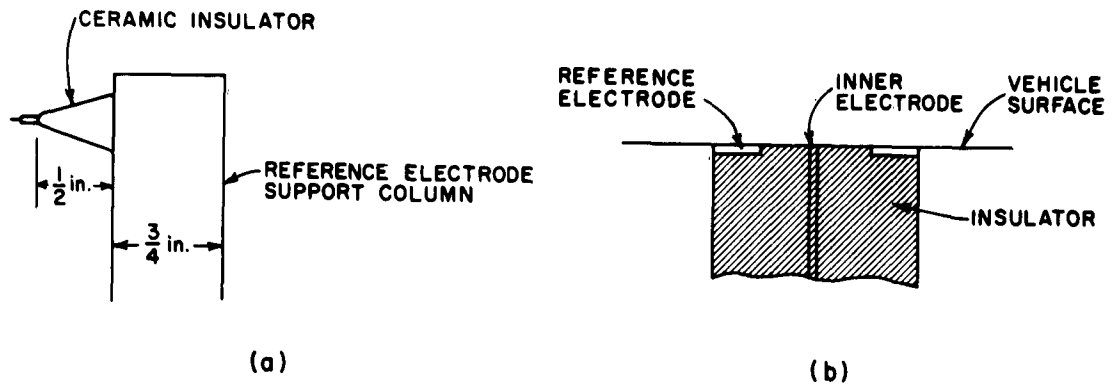 CERAMIC INSULATOR
1/2 in.
REFERENCE ELECTRODE
SUPPORT COLUMN
3/4 in.
(a)
REFERENCE
ELECTRODE
INNER
ELECTRODE
VEHICLE
SURFACE
INSULATOR
(b)